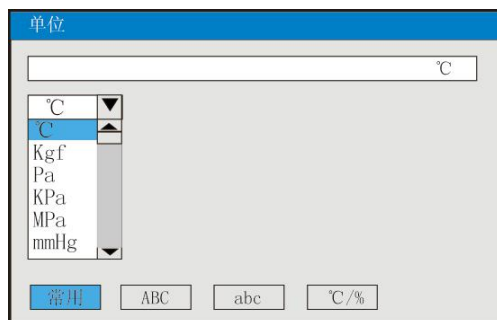 单位
℃
℃
℃
Kgf
Pa
KPa
MPa
mmHg
常用 ABC abc ℃/%